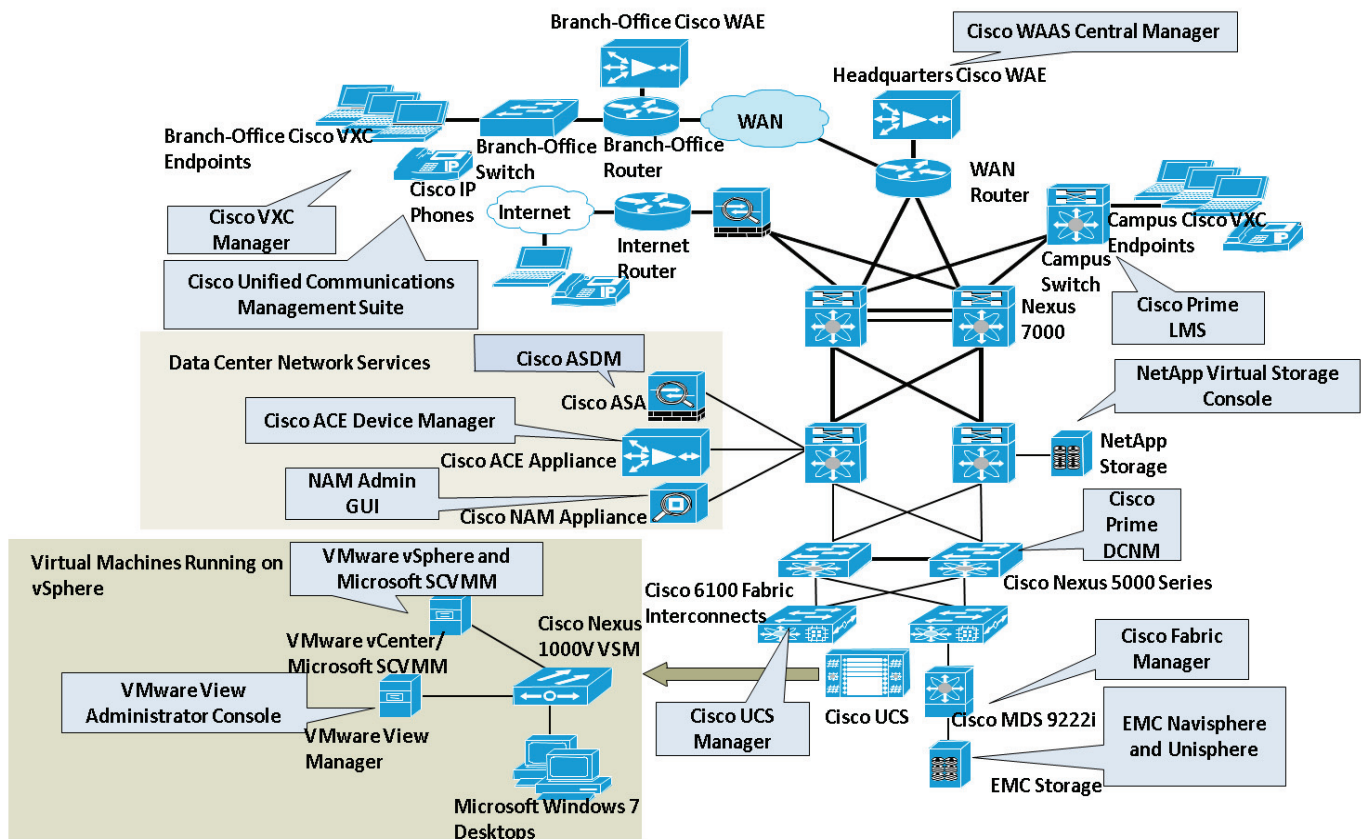 Branch-Office Cisco WAE
Cisco WAAS Central Manager
Headquarters Cisco WAE
WAN
Branch-Office Cisco VXC
Endpoints
Branch-Office
Switch
Branch-Office
Router
IP
Cisco IP
Phones
WAN
Router
Cisco VXC
Manager
Internet
Internet
Router
Campus Cisco VXC
Endpoints
IP
Campus
Switch
Cisco Unified Communications
Management Suite
IP
Nexus
7000
Cisco Prime
LMS
Data Center Network Services
Cisco ASDM
Cisco ASA
NetApp Virtual Storage
Console
Cisco ACE Device Manager
Cisco ACE Appliance
NetApp
Storage
NAM Admin
GUI
Cisco NAM Appliance
Cisco
Prime
DCNM
Virtual Machines Running on
vSphere
VMware vSphere and
Microsoft SCVMM
Cisco 6100 Fabric
Interconnects
Cisco Nexus 5000 Series
VMware vCenter/
Microsoft SCVMM
Cisco Nexus
1000V VSM
Cisco Fabric
Manager
VMware View
Administrator Console
VMware View
Manager
Cisco UCS
Manager
Cisco UCS
Cisco MDS 9222i
EMC Navisphere
and Unisphere
EMC Storage
Microsoft Windows 7
Desktops